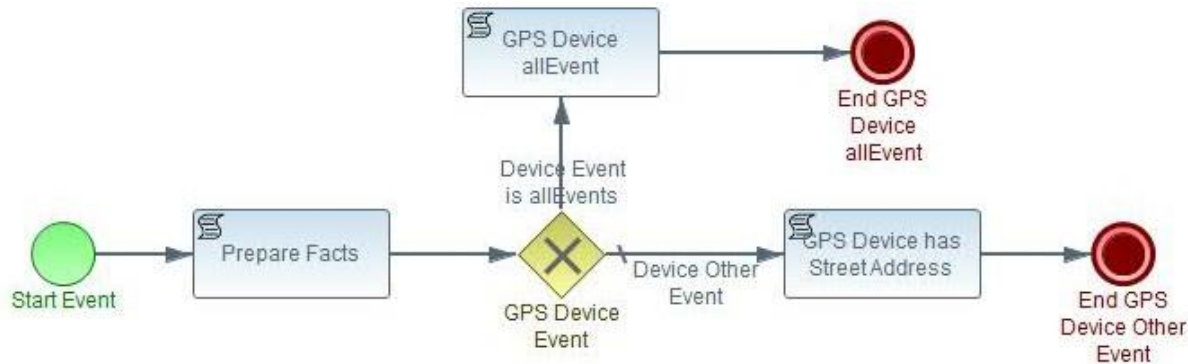 GPS Device
allEvent
End GPS
Device
allEvent
Device Event
is allEvents
Start Event
Prepare Facts
GPS Device
Event
Device Other
Event
GPS Device has
Street Address
End GPS
Device Other
Event